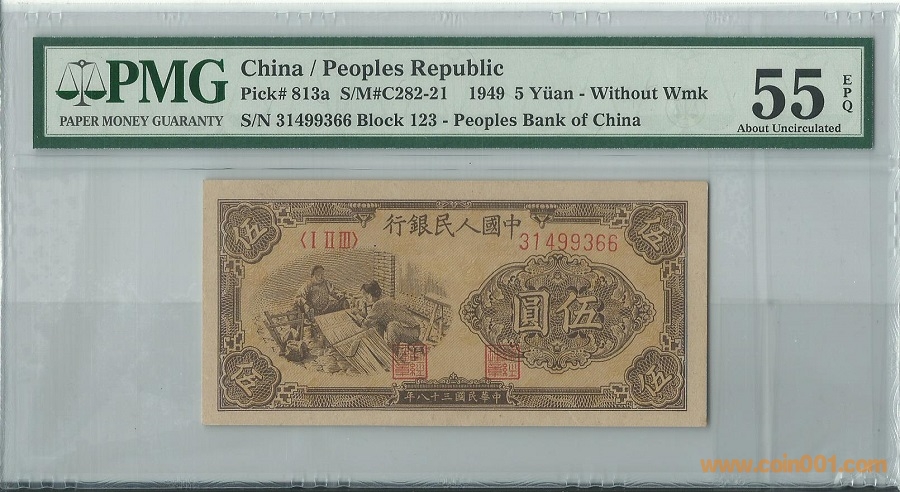 PMG
PAPER MONEY GUARANTY
China / Peoples Republic
Pick# 813a S/M#C282-21 1949 5 Yüan - Without Wmk
S/N 31499366 Block 123 - Peoples Bank of China
55
EPQ
About Uncirculated
行銀民人國中
〈I II III〉
31499366
伍
伍
圓伍
伍
伍
年八十三國民華中
www.coin001.com